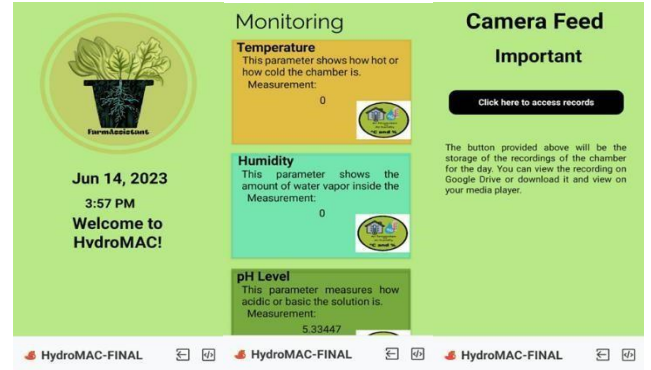 FarmAssistant
Jun 14, 2023
3:57 PM
Welcome to
HydroMAC!
HydroMAC-FINAL
Monitoring
Temperature
This parameter shows how hot or
how cold the chamber is.
Measurement:
0
°C and %
Humidity
This parameter shows the
amount of water vapor inside the
Measurement:
0
°C and %
pH Level
This parameter measures how
acidic or basic the solution is.
Measurement:
5.33447
HydroMAC-FINAL
Camera Feed
Important
Click here to access records
The button provided above will be the
storage of the recordings of the chamber
for the day. You can view the recording on
Google Drive or download it and view on
your media player.
HydroMAC-FINAL